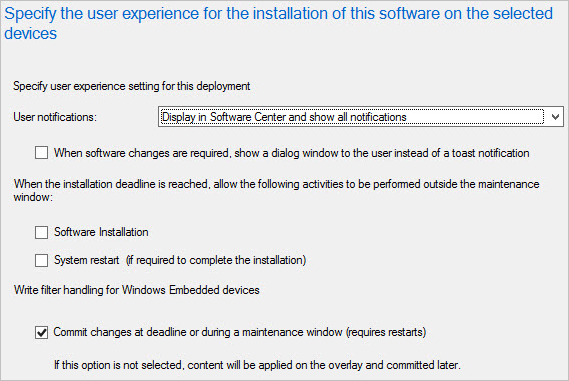 Specify the user experience for the installation of this software on the selected
devices
Specify user experience setting for this deployment
User notifications:
Display in Software Center and show all notifications
When software changes are required, show a dialog window to the user instead of a toast notification
When the installation deadline is reached, allow the following activities to be performed outside the maintenance
window:
Software Installation
System restart (if required to complete the installation)
Write filter handling for Windows Embedded devices
Commit changes at deadline or during a maintenance window (requires restarts)
If this option is not selected, content will be applied on the overlay and committed later.